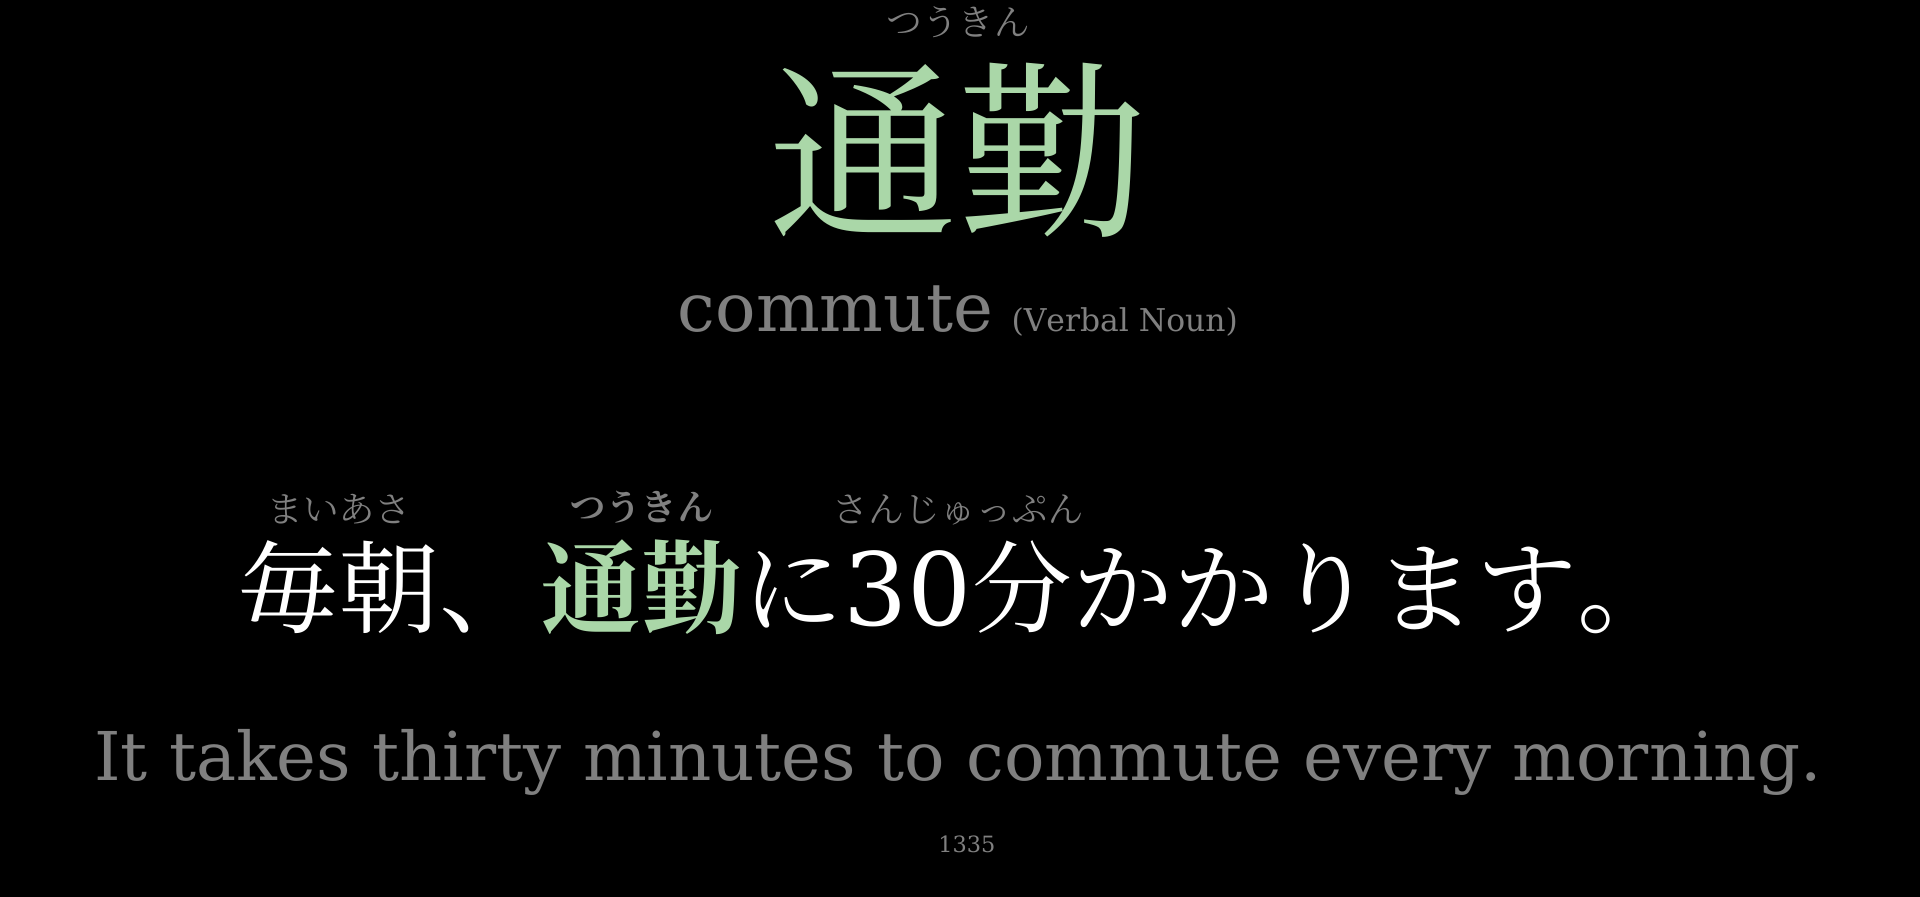 つうきん
通勤
commute (Verbal Noun)
まいあさ つうきん さんじゅっぷん
毎朝、通勤に30分かかります。
It takes thirty minutes to commute every morning.
1335